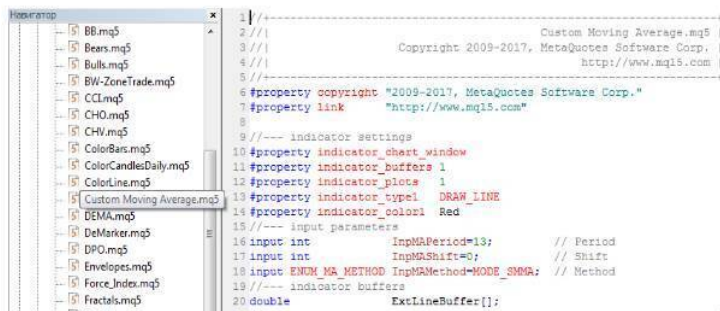 Навигатор
BB.mq5
Bears.mq5
Bulls.mq5
BW-ZoneTrade.mq5
CCI.mq5
CHO.mq5
CHV.mq5
ColorBars.mq5
ColorCandlesDaily.mq5
ColorLine.mq5
Custom Moving Average.mq5
DEMA.mq5
DeMarker.mq5
DPO.mq5
Envelopes.mq5
Force_Index.mq5
Fractals.mq5
1 //+------------------------------------------------------------------
2 //| Custom Moving Average.mq5 |
3 //| Copyright 2009-2017, MetaQuotes Software Corp. |
4 //| http://www.mql5.com |
5 //+------------------------------------------------------------------
6 #property copyright "2009-2017, MetaQuotes Software Corp."
7 #property link "http://www.mql5.com"
8
9 //--- indicator settings
10 #property indicator_chart_window
11 #property indicator_buffers 1
12 #property indicator_plots 1
13 #property indicator_type1 DRAW_LINE
14 #property indicator_color1 Red
15 //--- input parameters
16 input int InpMAPeriod=13; // Period
17 input int InpMAShift=0; // Shift
18 input ENUM_MA_METHOD InpMAMethod=MODE_SMMA; // Method
19 //--- indicator buffers
20 double ExtLineBuffer[];